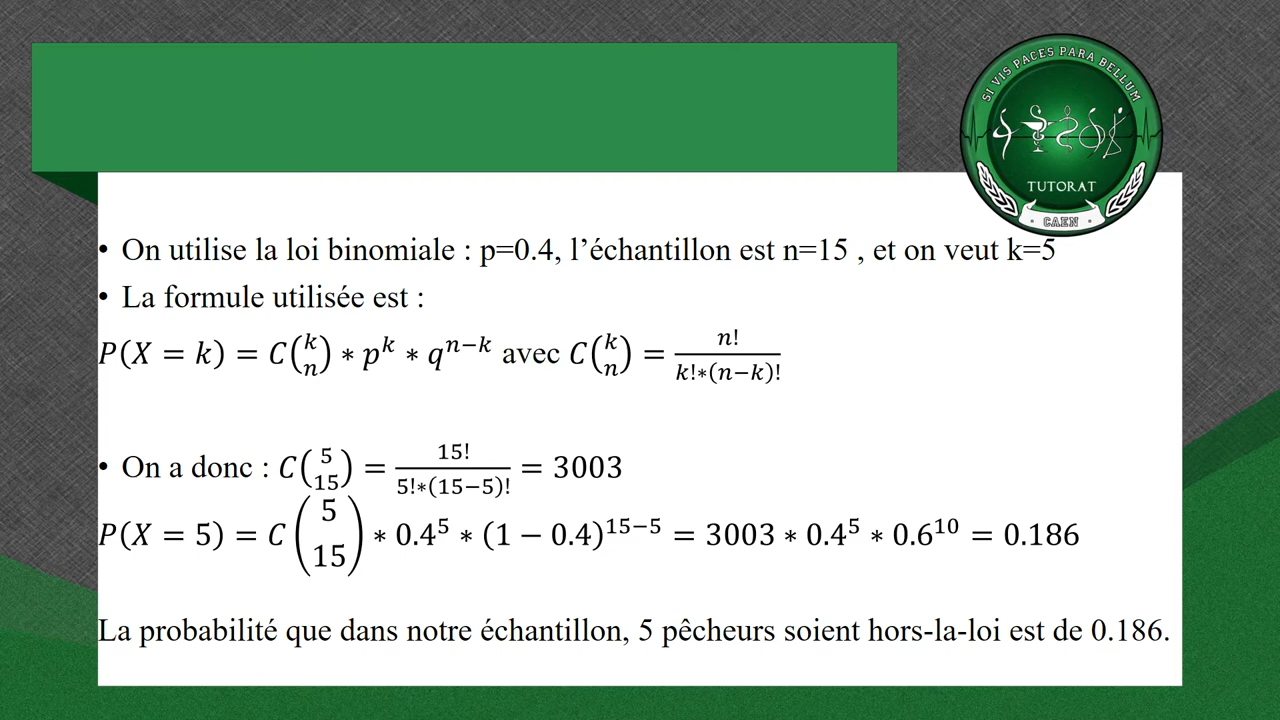 SI VIS PACES PARA BELLUM
TUTORAT
CAEN
• On utilise la loi binomiale : p=0.4, l’échantillon est n=15 , et on veut k=5
• La formule utilisée est :
𝑃(𝑋 = 𝑘) = 𝐶(𝑘 𝑛) ∗ 𝑝^𝑘 ∗ 𝑞^(𝑛−𝑘) avec 𝐶(𝑘 𝑛) = 𝑛! / 𝑘!∗(𝑛−𝑘)!
• On a donc : 𝐶(5 15) = 15! / 5!∗(15−5)! = 3003
𝑃(𝑋 = 5) = 𝐶(5 15) ∗ 0.4^5 ∗ (1 − 0.4)^(15−5) = 3003 ∗ 0.4^5 ∗ 0.6^10 = 0.186
La probabilité que dans notre échantillon, 5 pêcheurs soient hors-la-loi est de 0.186.